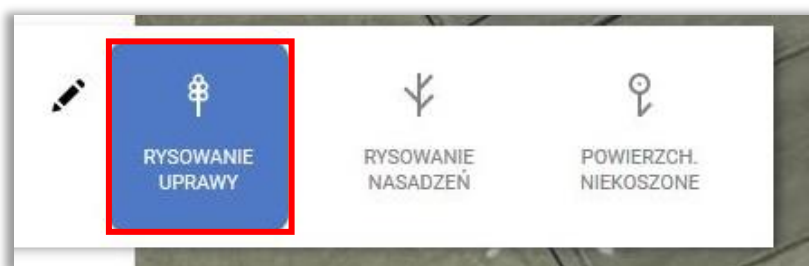 RYSOWANIE
UPRAWY
RYSOWANIE
NASADZEŃ
POWIERZCH.
NIEKOSZONE